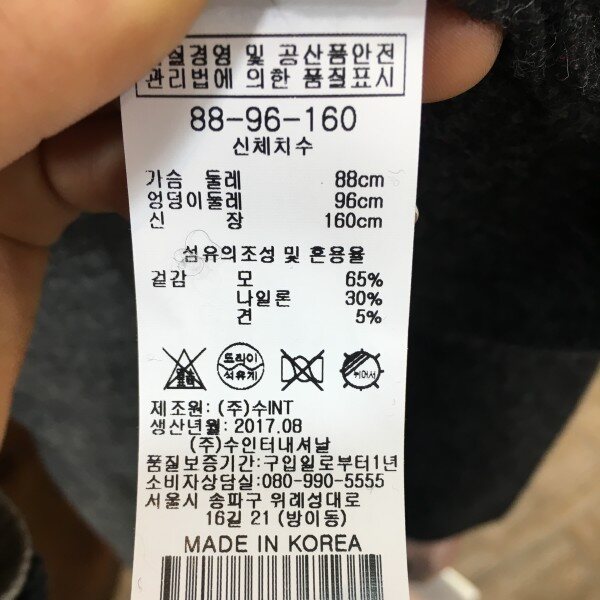 품질경영 및 공산품안전
관리법에 의한 품질표시
88-96-160
신체치수
가슴 둘레 88cm
엉덩이둘레 96cm
신 장 160cm
섬유의조성 및 혼용율
겉감 모 65%
나일론 30%
견 5%
드라이
석유계
제조원: (주)수INT
생산년월: 2017.08
(주)수인터내셔날
품질보증기간:구입일로부터1년
소비자상담실:080-990-5555
서울시 송파구 위례성대로
16길 21 (방이동)
MADE IN KOREA